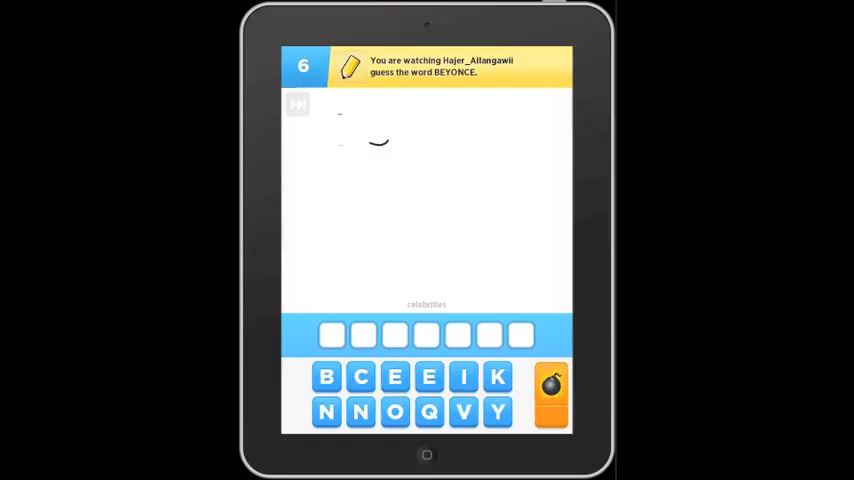 6
You are watching Hajer_Allangawii
guess the word BEYONCE.
celebrities
B C E E I K
N N O Q V Y